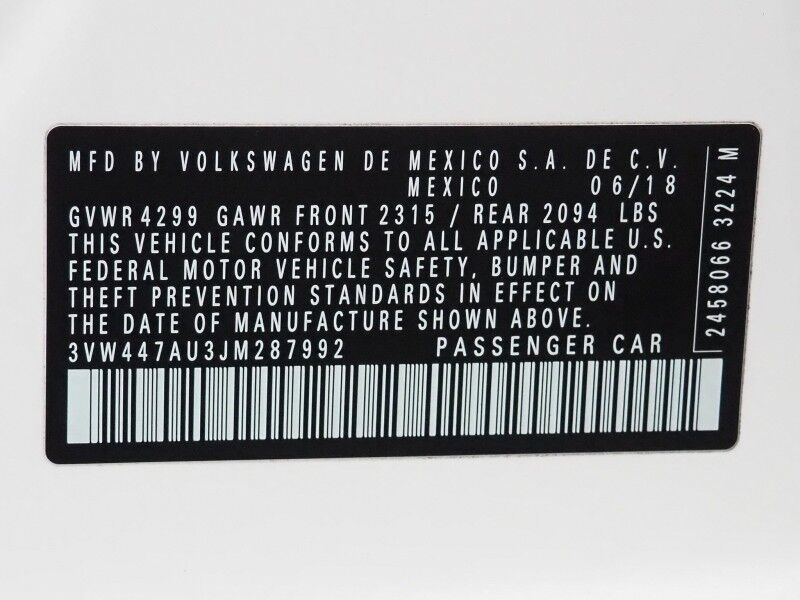 MFD BY VOLKSWAGEN DE MEXICO S.A. DE C.V.
MEXICO 06/18
GVWR 4299 GAWR FRONT 2315 / REAR 2094 LBS
THIS VEHICLE CONFORMS TO ALL APPLICABLE U.S.
FEDERAL MOTOR VEHICLE SAFETY, BUMPER AND
THEFT PREVENTION STANDARDS IN EFFECT ON
THE DATE OF MANUFACTURE SHOWN ABOVE.
3VW447AU3JM287992 PASSENGER CAR
2458066 3224 M